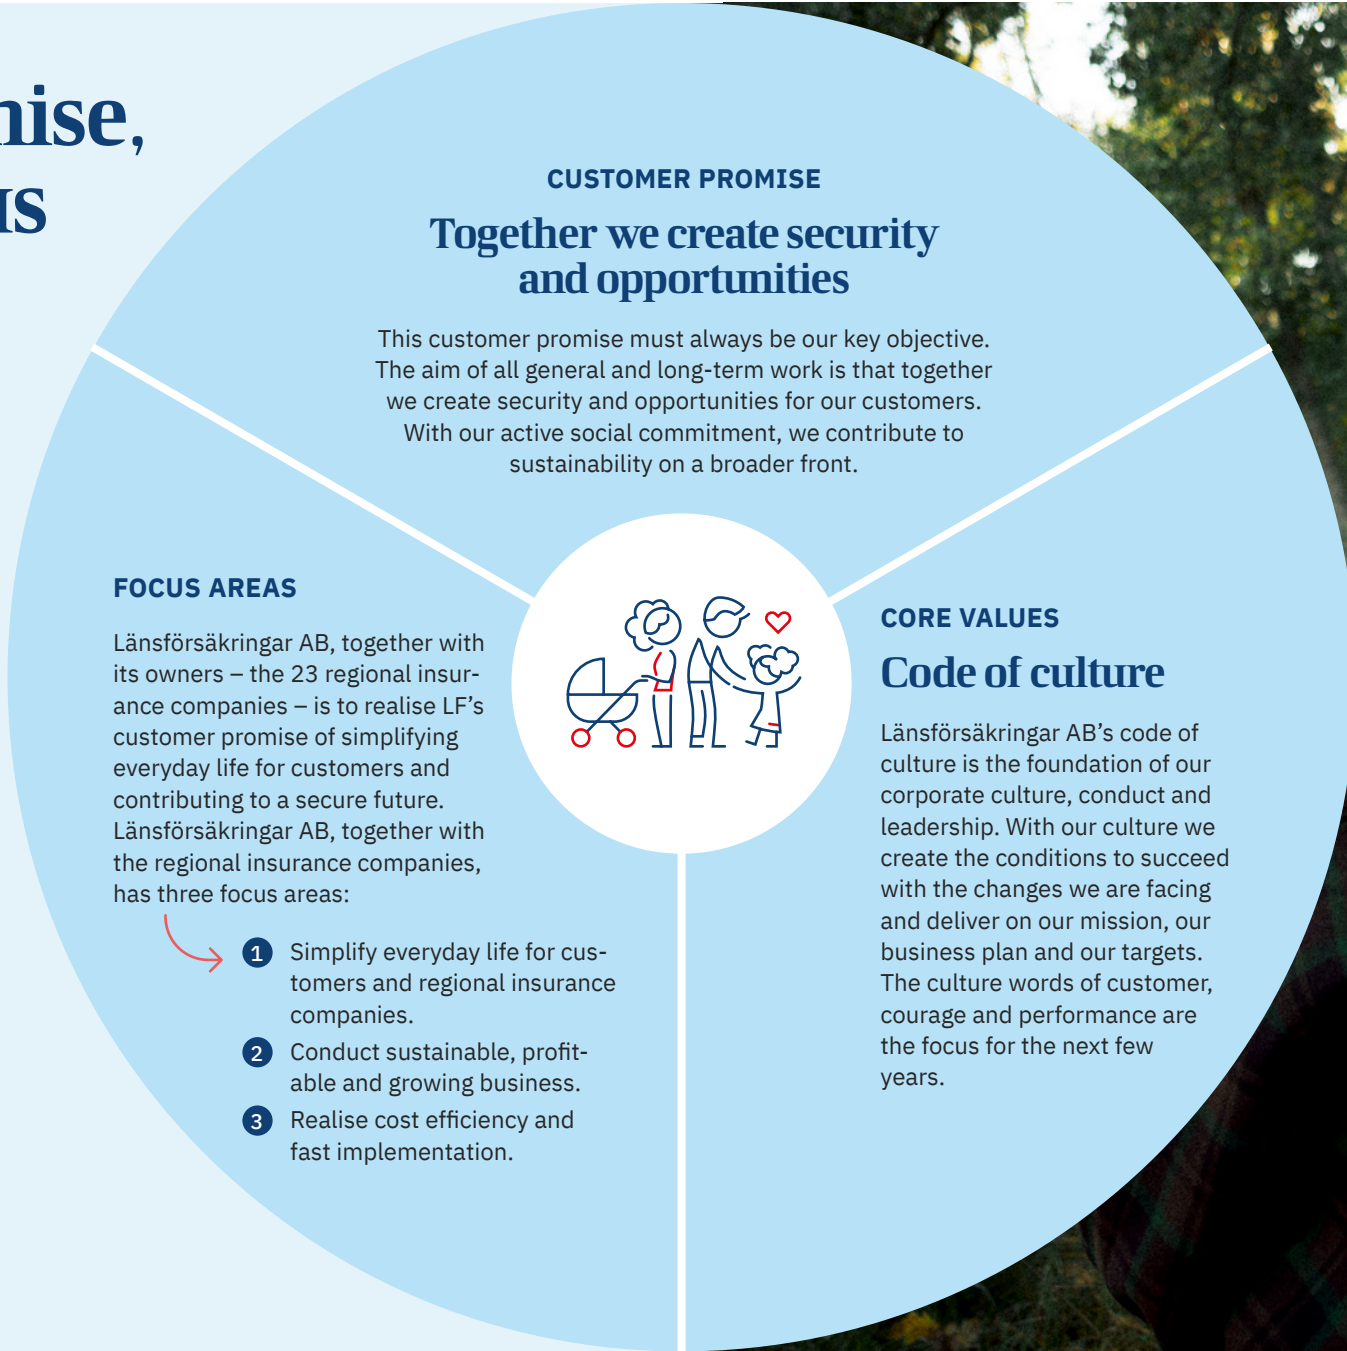 CUSTOMER PROMISE
Together we create security
and opportunities
This customer promise must always be our key objective.
The aim of all general and long-term work is that together
we create security and opportunities for our customers.
With our active social commitment, we contribute to
sustainability on a broader front.
FOCUS AREAS
Länsförsäkringar AB, together with
its owners – the 23 regional insur-
ance companies – is to realise LF’s
customer promise of simplifying
everyday life for customers and
contributing to a secure future.
Länsförsäkringar AB, together with
the regional insurance companies,
has three focus areas:
1 Simplify everyday life for cus-
tomers and regional insurance
companies.
2 Conduct sustainable, profit-
able and growing business.
3 Realise cost efficiency and
fast implementation.
CORE VALUES
Code of culture
Länsförsäkringar AB’s code of
culture is the foundation of our
corporate culture, conduct and
leadership. With our culture we
create the conditions to succeed
with the changes we are facing
and deliver on our mission, our
business plan and our targets.
The culture words of customer,
courage and performance are
the focus for the next few
years.